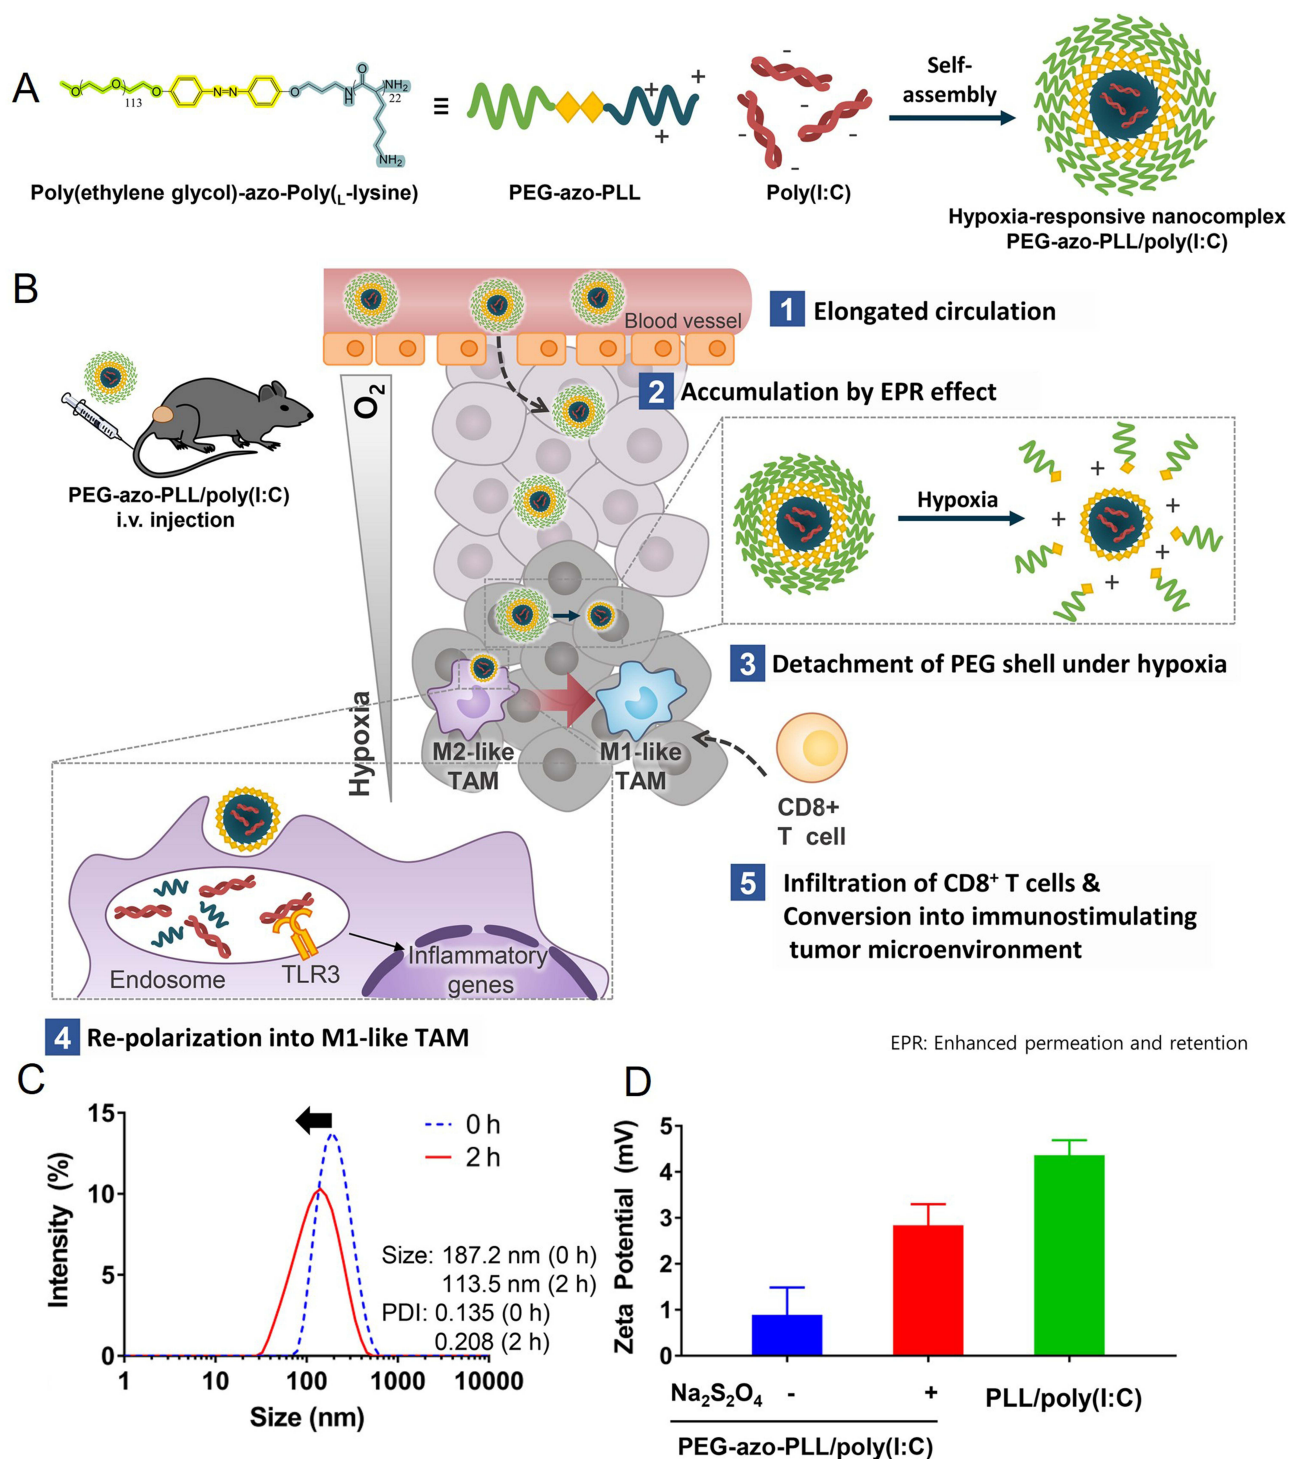 A
O
O
O
113
N=N
O
O
N
H
NH₂
22
NH₂
≡
+
+
+
-
-
-
-
-
Self-
assembly
Poly(ethylene glycol)-azo-Poly(L-lysine)
PEG-azo-PLL
Poly(I:C)
Hypoxia-responsive nanocomplex
PEG-azo-PLL/poly(I:C)
B
Blood vessel
1 Elongated circulation
O₂
2 Accumulation by EPR effect
PEG-azo-PLL/poly(I:C)
i.v. injection
Hypoxia
+
+
+
+
+
3 Detachment of PEG shell under hypoxia
Hypoxia
M2-like
TAM
M1-like
TAM
CD8+
T cell
5 Infiltration of CD8⁺ T cells &
Conversion into immunostimulating
tumor microenvironment
Endosome
TLR3
Inflammatory
genes
4 Re-polarization into M1-like TAM
EPR: Enhanced permeation and retention
C
15
10
5
0
Intensity (%)
0 h
2 h
Size: 187.2 nm (0 h)
113.5 nm (2 h)
PDI: 0.135 (0 h)
0.208 (2 h)
1 10 100 1000 10000
Size (nm)
D
5
4
3
2
1
0
Zeta Potential (mV)
Na₂S₂O₄ - + PLL/poly(I:C)
PEG-azo-PLL/poly(I:C)